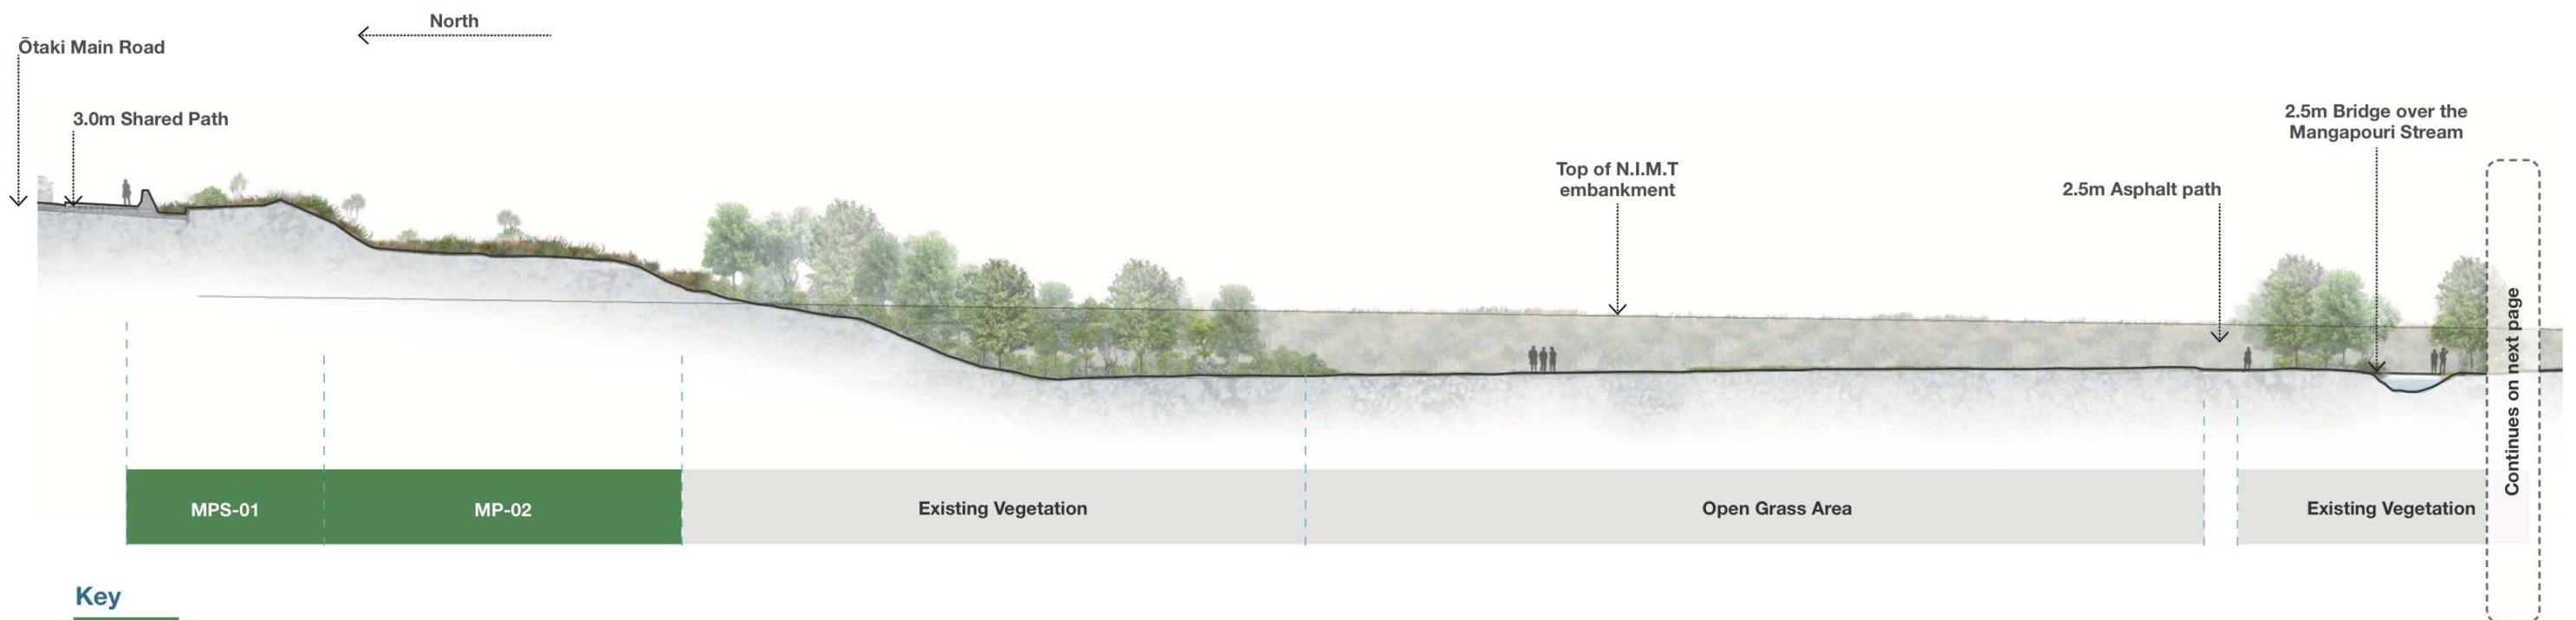 North
Ōtaki Main Road
3.0m Shared Path
2.5m Bridge over the
Mangapouri Stream
Top of N.I.M.T
embankment
2.5m Asphalt path
Continues on next page
MPS-01
MP-02
Existing Vegetation
Open Grass Area
Existing Vegetation
Key